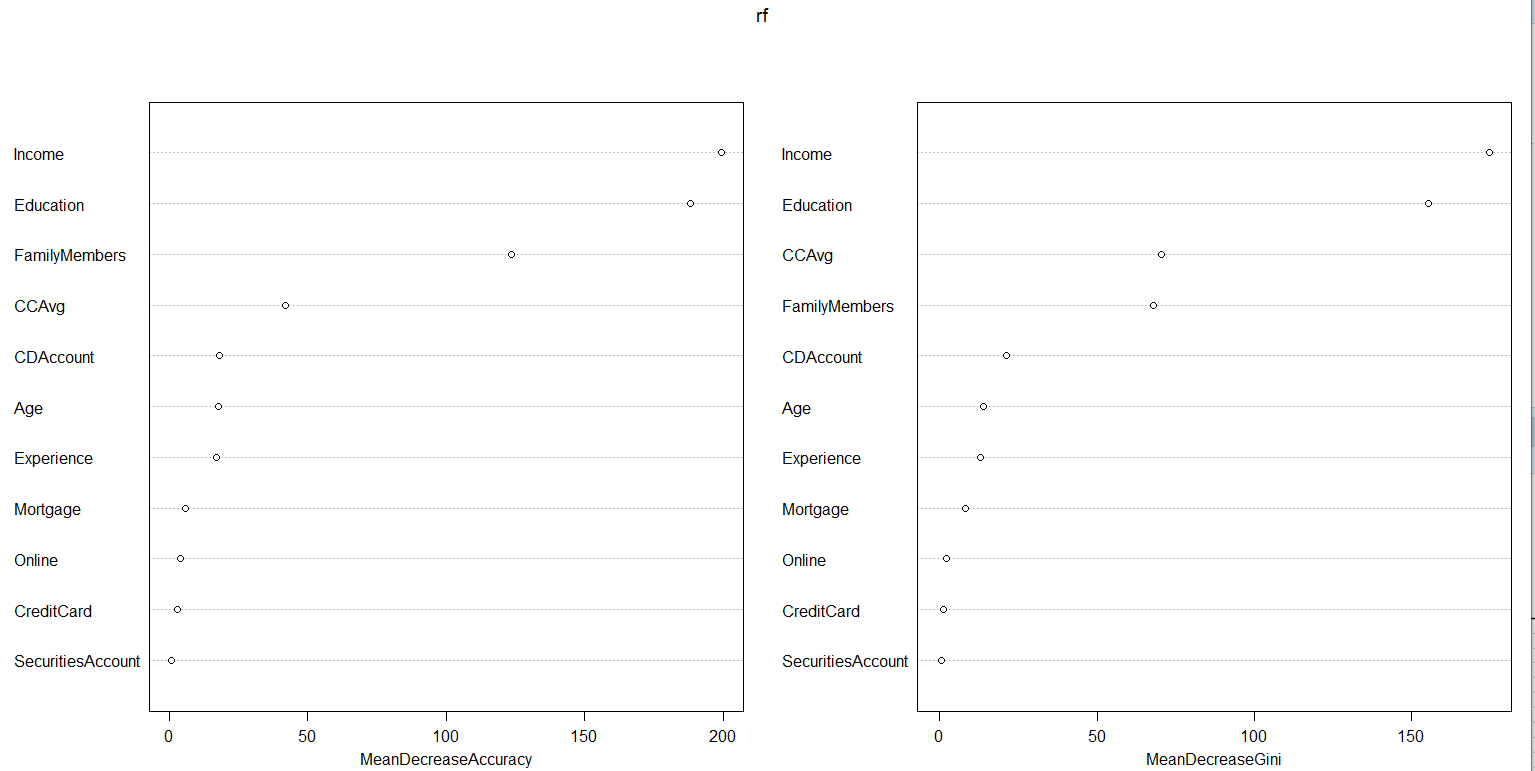 rf
Income
Education
FamilyMembers
CCAvg
CDAccount
Age
Experience
Mortgage
Online
CreditCard
SecuritiesAccount
0 50 100 150 200
MeanDecreaseAccuracy
Income
Education
CCAvg
FamilyMembers
CDAccount
Age
Experience
Mortgage
Online
CreditCard
SecuritiesAccount
0 50 100 150
MeanDecreaseGini